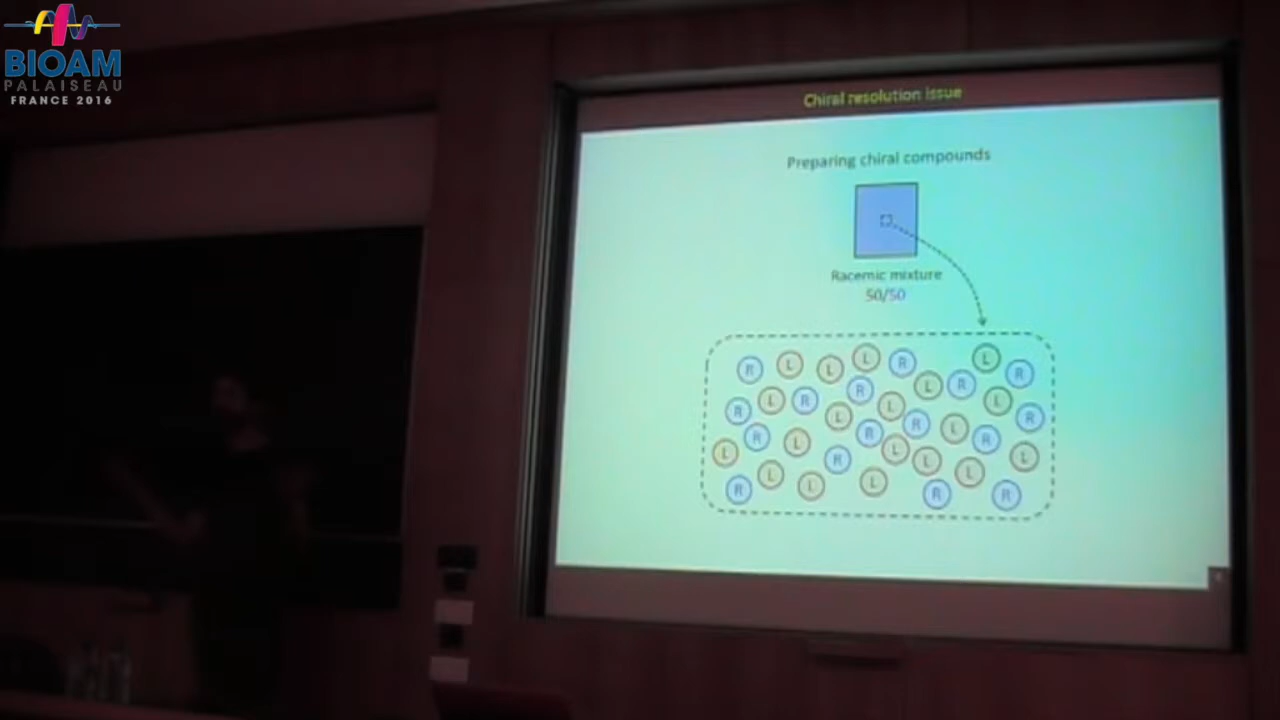 BIOAM
PALAISEAU
FRANCE 2016
Chiral resolution issue
Preparing chiral compounds
Racemic mixture
50/50
R L L L R L R
L R R L R L
R L L R L R
R L R R L R
L L R L L L
L L L
R R R